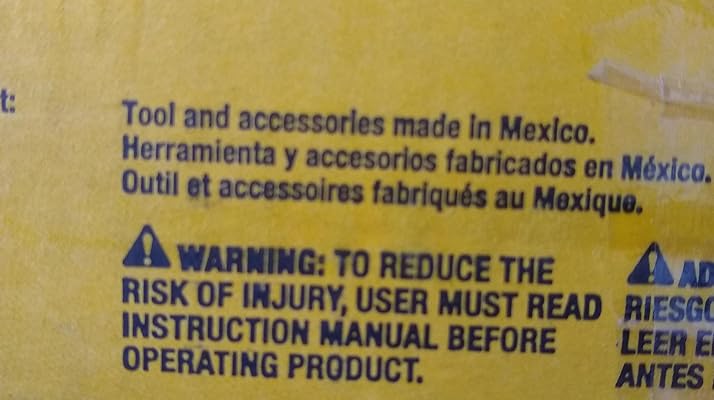 t:
Tool and accessories made in Mexico.
Herramienta y accesorios fabricados en México.
Outil et accessoires fabriqués au Mexique.
WARNING: TO REDUCE THE
RISK OF INJURY, USER MUST READ
INSTRUCTION MANUAL BEFORE
OPERATING PRODUCT.
AD
RIESGO
LEER E
ANTES